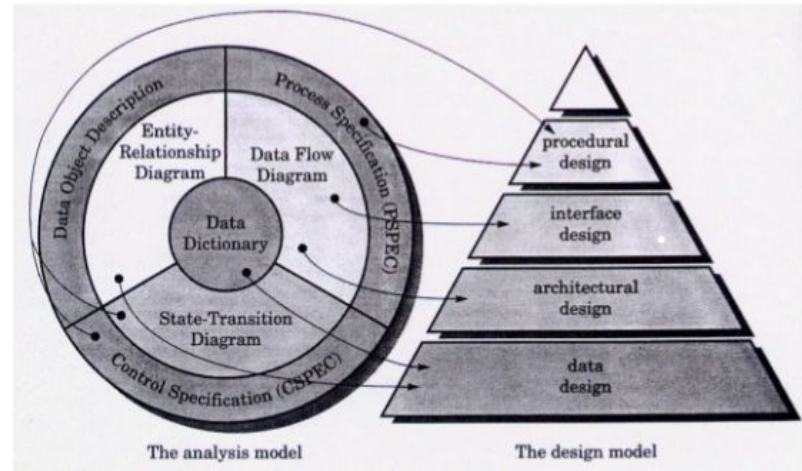 Data Object Description
Process Specification (PSPEC)
Entity-
Relationship
Diagram
Data Flow
Diagram
Data
Dictionary
State-Transition
Diagram
Control Specification (CSPEC)
The analysis model
procedural
design
interface
design
architectural
design
data
design
The design model